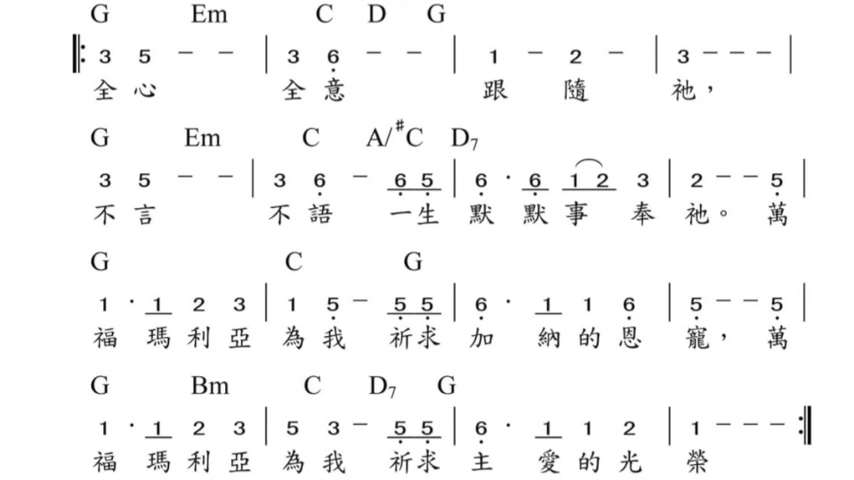 G Em C D G
3 5 - - | 3 6 - - | 1 - 2 - | 3 - - - |
全心 全意 跟隨祂，
G Em C A/#C D7
3 5 - - | 3 6 - 6 5 | 6 · 6 1 2 3 | 2 - - 5 |
不言 不語 一生默默事奉祂。萬
G C G
1 · 1 2 3 | 1 5 - 5 5 | 6 · 1 1 6 | 5 - - 5 |
福瑪利亞為我祈求加納的恩寵，萬
G Bm C D7 G
1 · 1 2 3 | 5 3 - 5 5 | 6 · 1 1 2 | 1 - - - :||
福瑪利亞為我祈求主愛的光榮